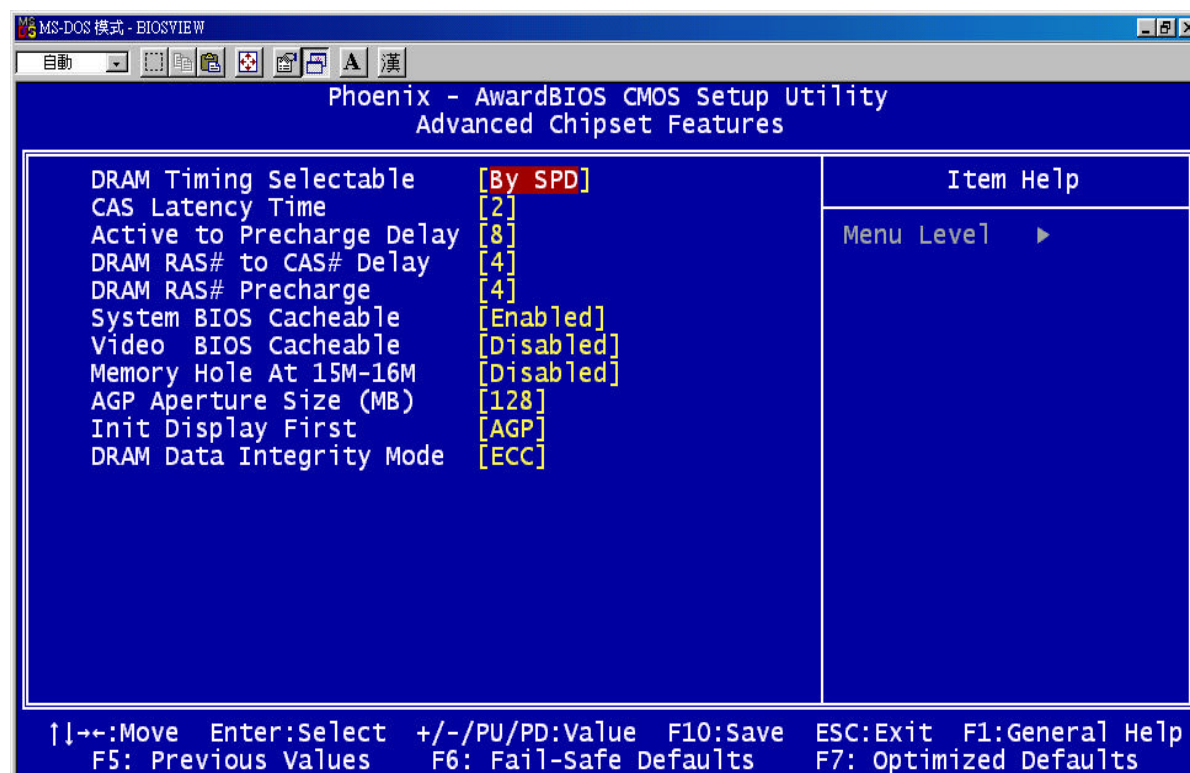 MS-DOS 模式 - BIOSVIEW
自動 A 漢
Phoenix - AwardBIOS CMOS Setup Utility
Advanced Chipset Features
DRAM Timing Selectable [By SPD]
CAS Latency Time [2]
Active to Precharge Delay [8]
DRAM RAS# to CAS# Delay [4]
DRAM RAS# Precharge [4]
System BIOS Cacheable [Enabled]
Video  BIOS Cacheable [Disabled]
Memory Hole At 15M-16M [Disabled]
AGP Aperture Size (MB) [128]
Init Display First [AGP]
DRAM Data Integrity Mode [ECC]
Item Help
Menu Level ▶
↑↓→←:Move Enter:Select +/-/PU/PD:Value F10:Save ESC:Exit F1:General Help
F5: Previous Values F6: Fail-Safe Defaults F7: Optimized Defaults